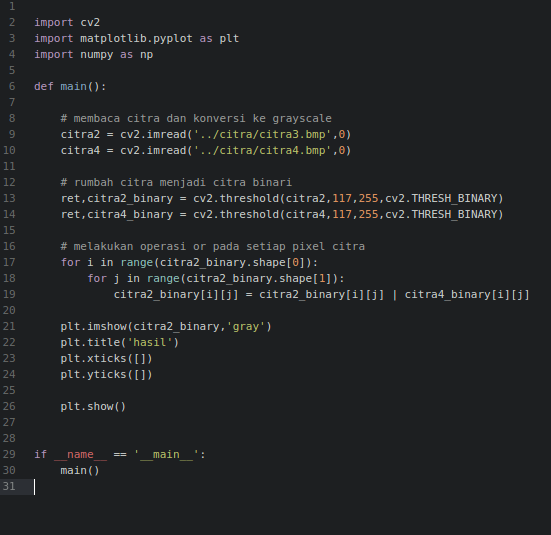 1
2 import cv2
3 import matplotlib.pyplot as plt
4 import numpy as np
5
6 def main():
7
8     # membaca citra dan konversi ke grayscale
9     citra2 = cv2.imread('../citra/citra3.bmp',0)
10     citra4 = cv2.imread('../citra/citra4.bmp',0)
11
12     # rumbah citra menjadi citra binari
13     ret,citra2_binary = cv2.threshold(citra2,117,255,cv2.THRESH_BINARY)
14     ret,citra4_binary = cv2.threshold(citra4,117,255,cv2.THRESH_BINARY)
15
16     # melakukan operasi or pada setiap pixel citra
17     for i in range(citra2_binary.shape[0]):
18         for j in range(citra2_binary.shape[1]):
19             citra2_binary[i][j] = citra2_binary[i][j] | citra4_binary[i][j]
20
21     plt.imshow(citra2_binary,'gray')
22     plt.title('hasil')
23     plt.xticks([])
24     plt.yticks([])
25
26     plt.show()
27
28
29 if __name__ == '__main__':
30     main()
31